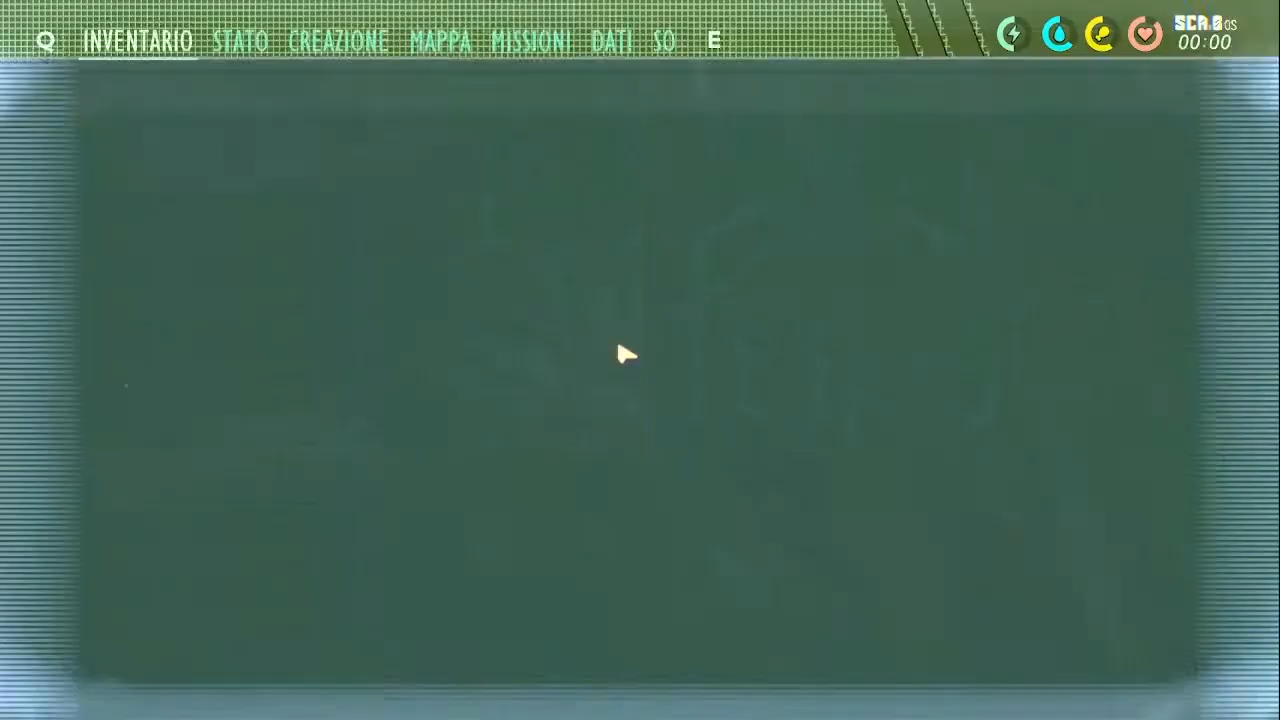 Q INVENTARIO STATO CREAZIONE MAPPA MISSIONI DATI SO E
00:00